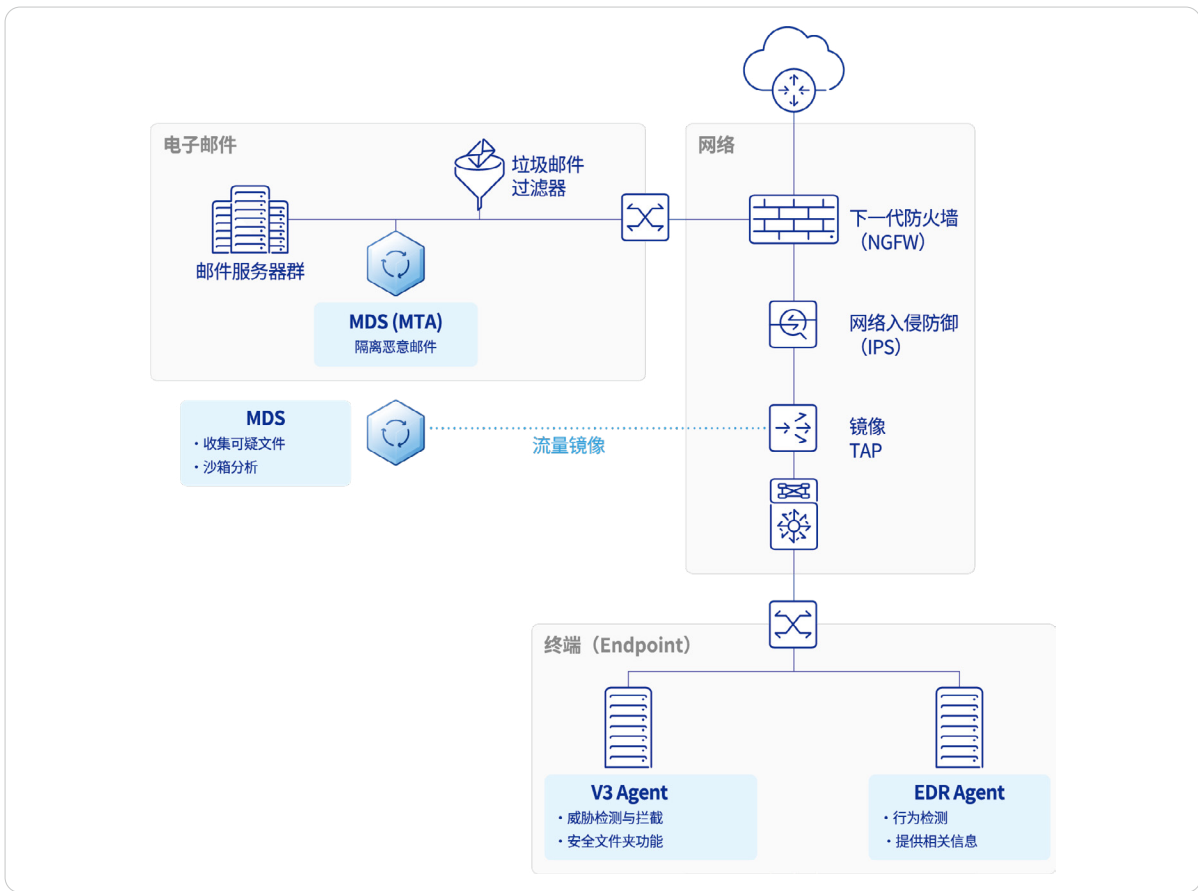 电子邮件
垃圾邮件
过滤器
邮件服务器群
MDS (MTA)
隔离恶意邮件
网络
下一代防火墙
（NGFW）
网络入侵防御
（IPS）
MDS
・收集可疑文件
・沙箱分析
流量镜像
镜像
TAP
终端（Endpoint）
V3 Agent
・威胁检测与拦截
・安全文件夹功能
EDR Agent
・行为检测
・提供相关信息